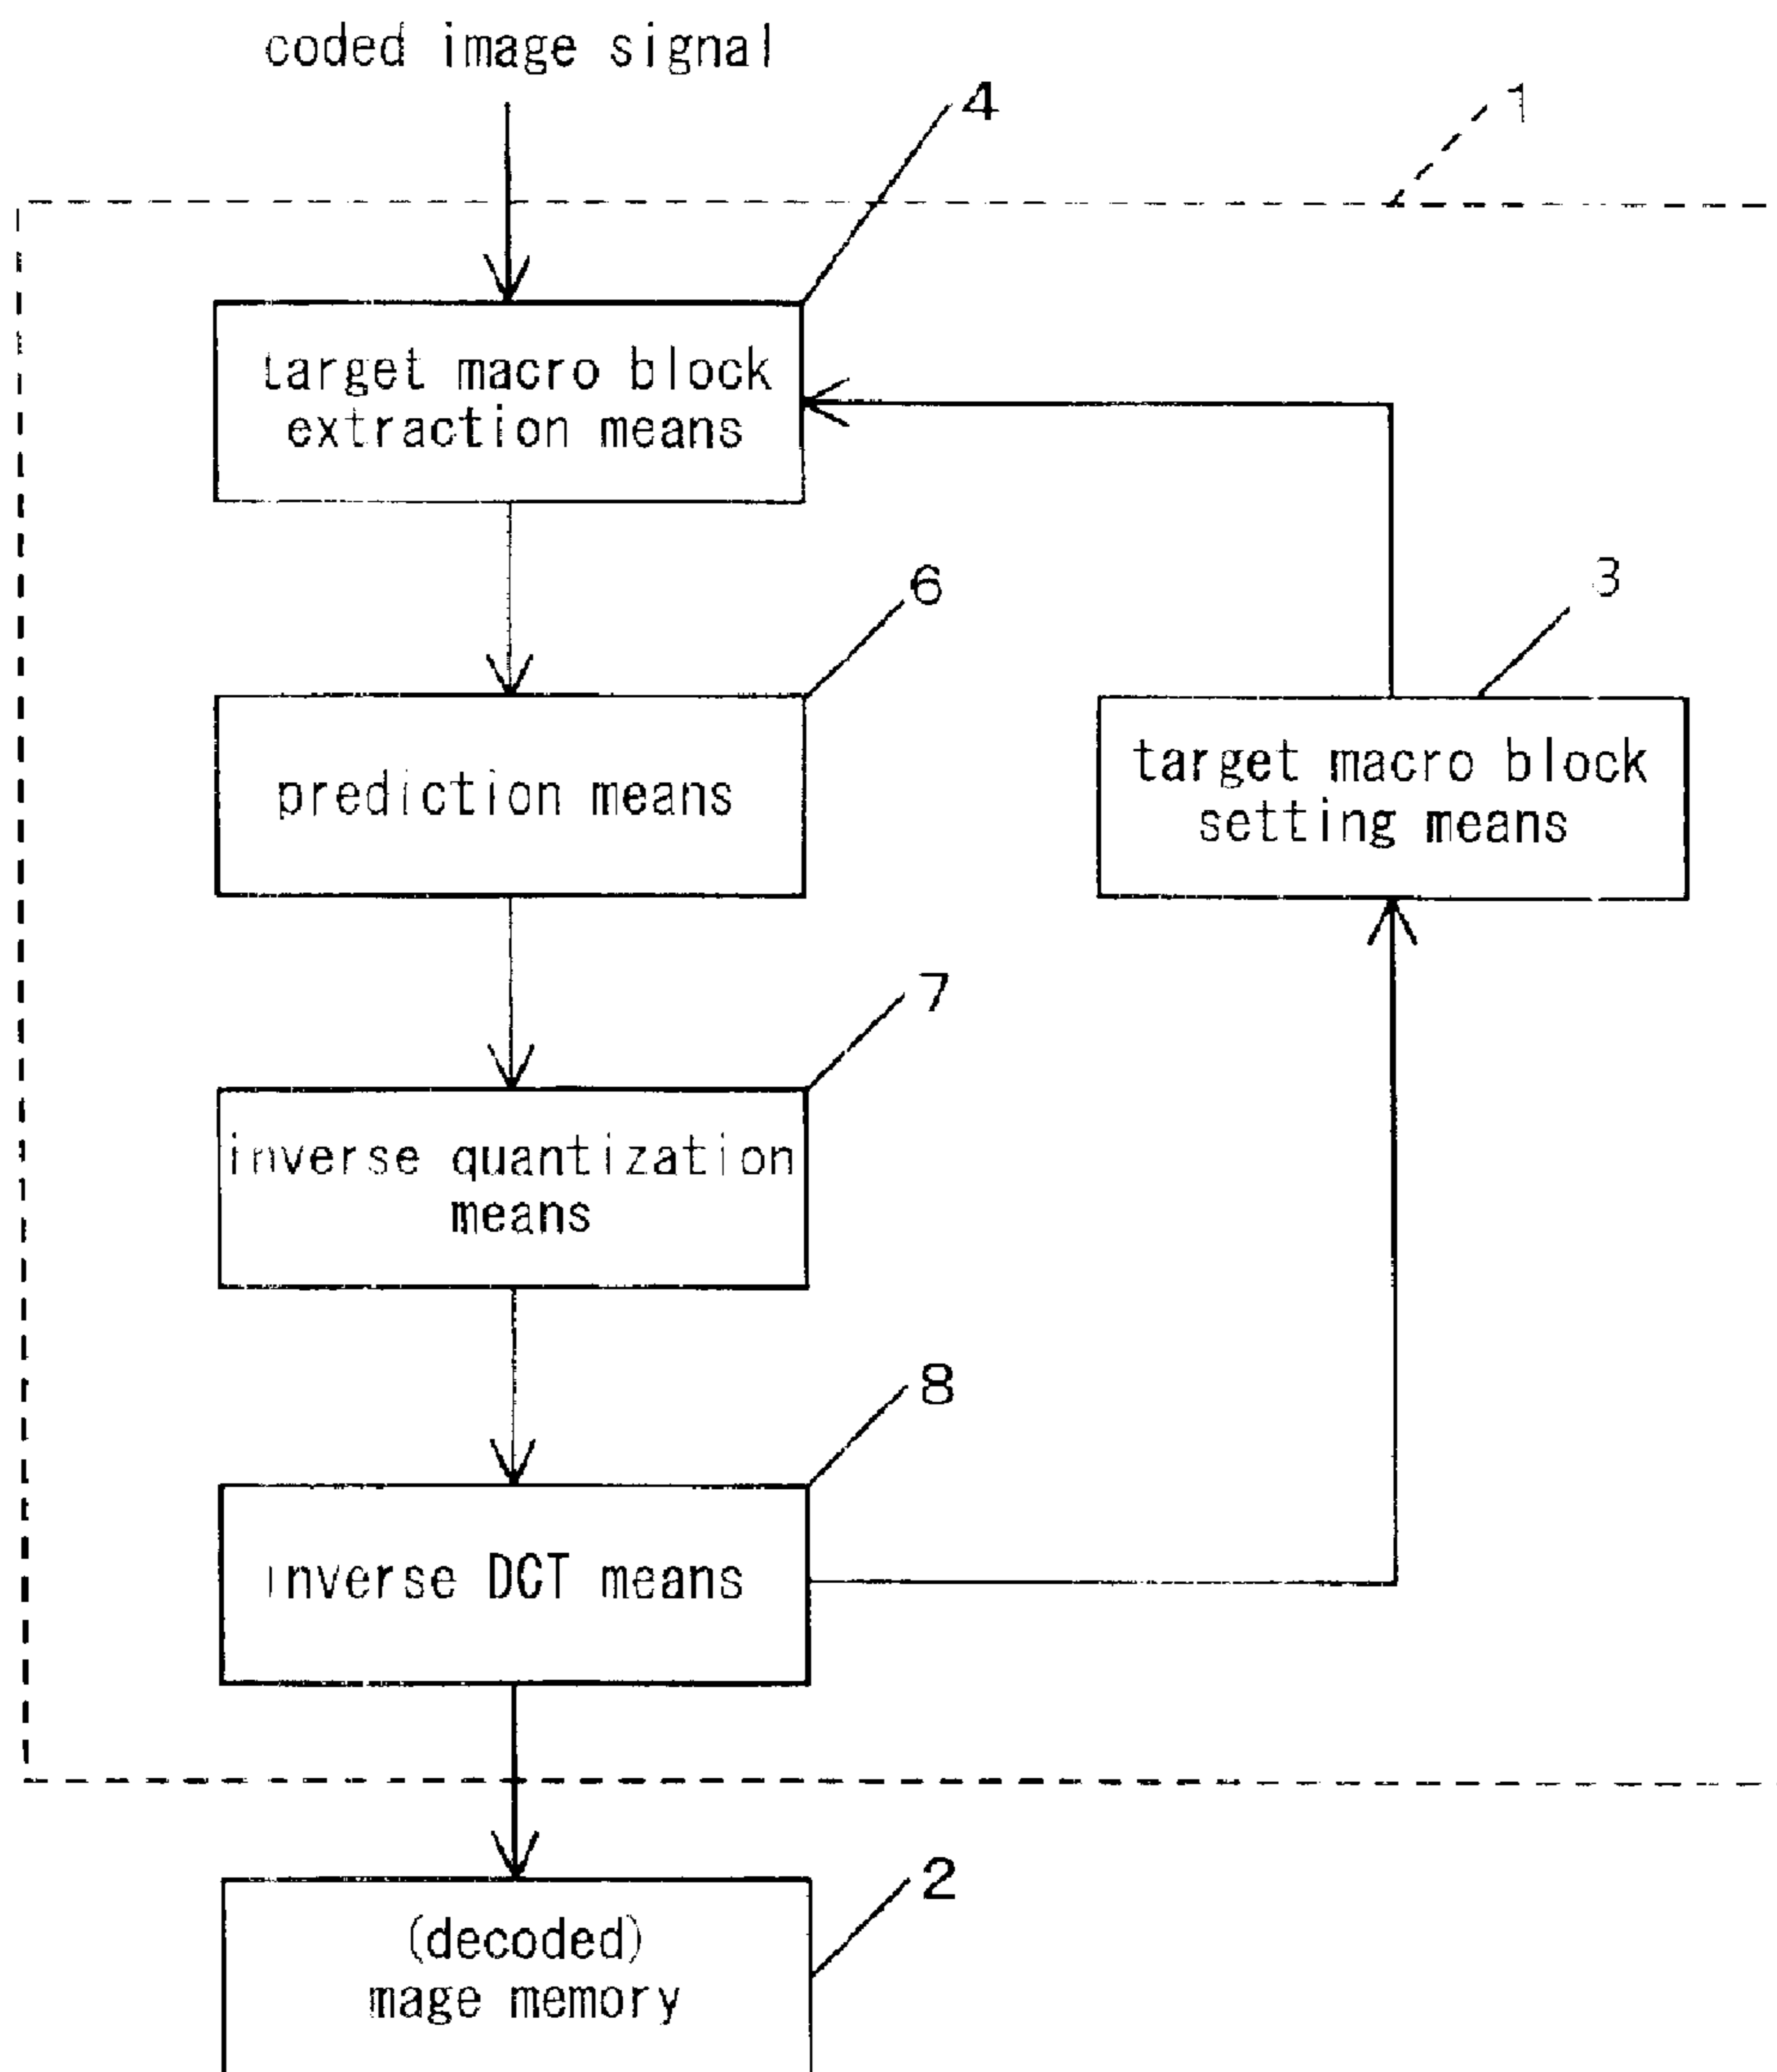 coded image signal
4
1
target macro block
extraction means
6
3
prediction means
target macro block
setting means
7
inverse quantization
means
8
inverse DCT means
2
(decoded)
mage memory